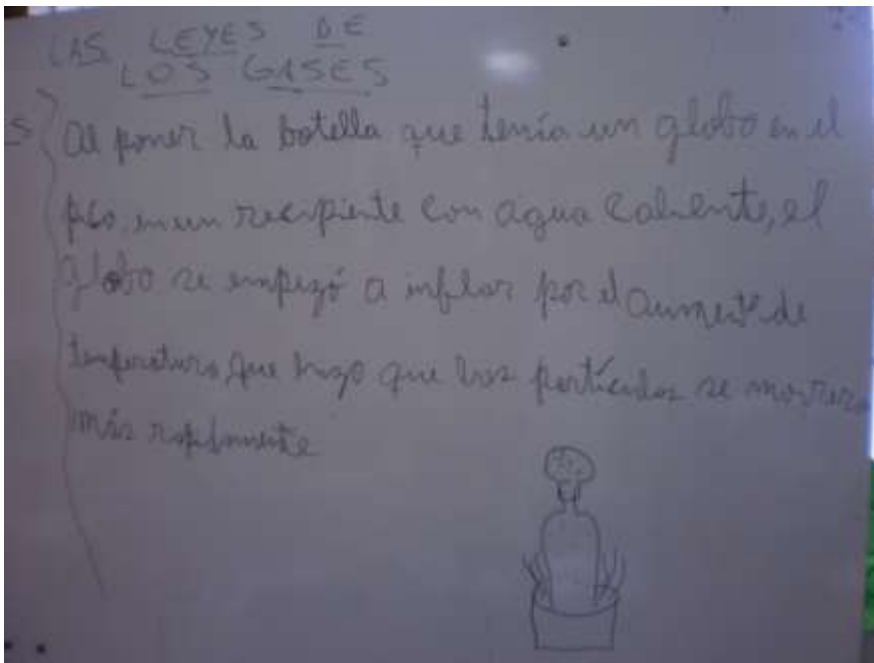 LAS LEYES DE
LOS GASES
Al poner la botella que tenía un globo en el
pico, en un recipiente con agua caliente, el
globo se empezó a inflar por el aumento de
temperatura, que hizo que las partículas se movieran
más rapidamente